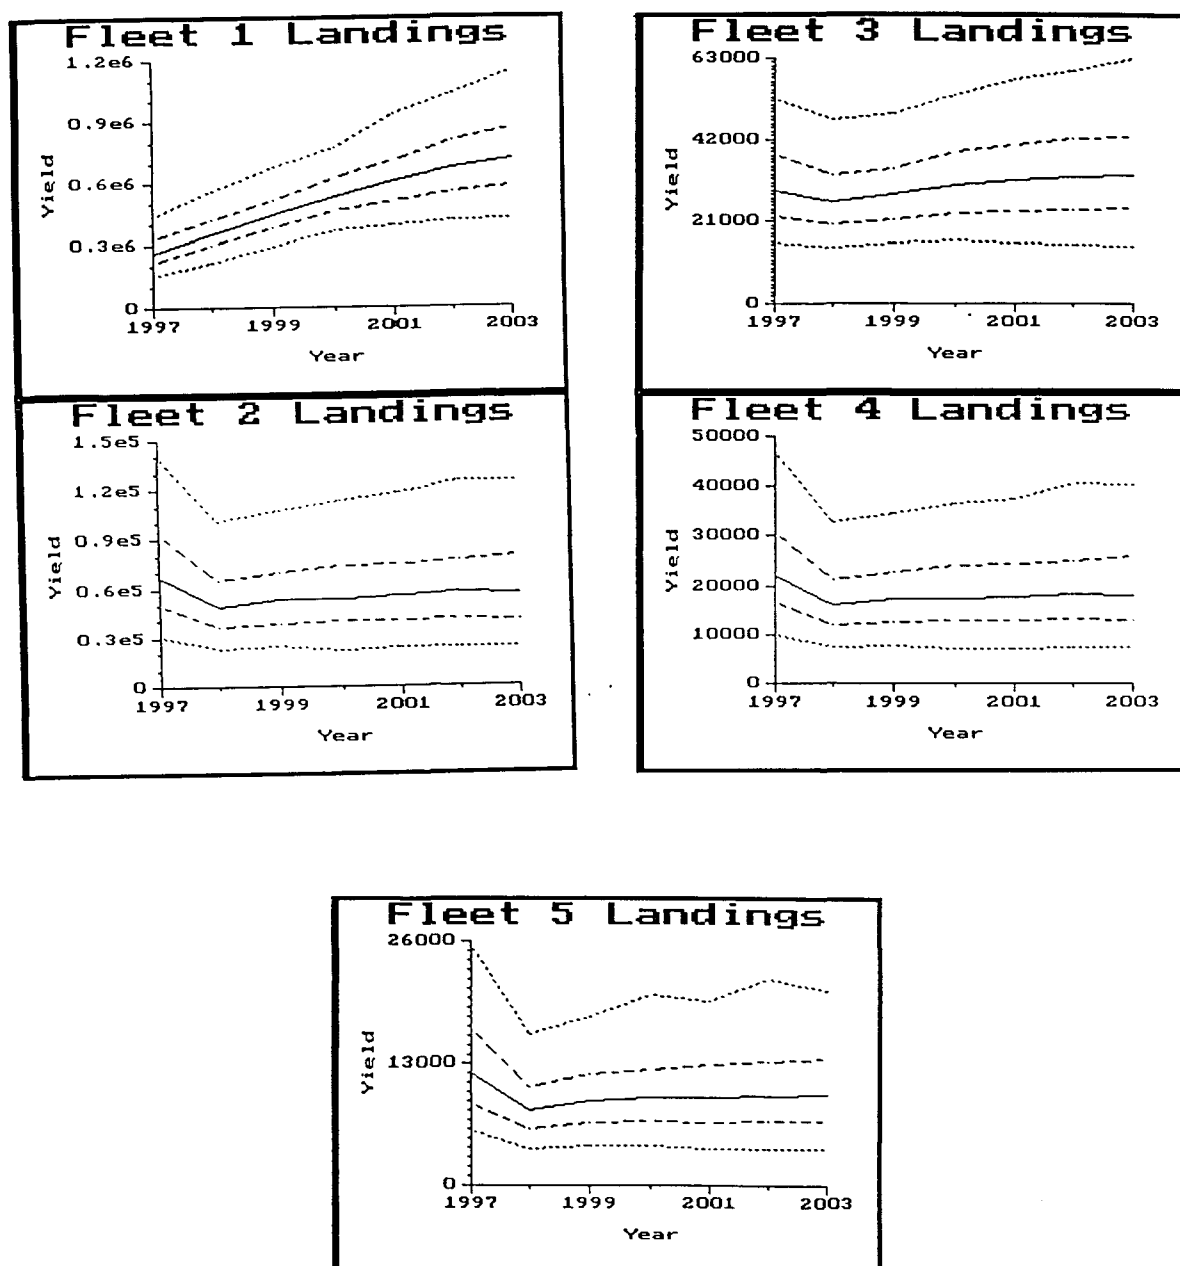 Fleet 1 Landings
1.2e6
0.9e6
0.6e6
0.3e6
0
Yield
1997 1999 2001 2003
Year
Fleet 3 Landings
63000
42000
21000
0
Yield
1997 1999 2001 2003
Year
Fleet 2 Landings
1.5e5
1.2e5
0.9e5
0.6e5
0.3e5
0
Yield
1997 1999 2001 2003
Year
Fleet 4 Landings
50000
40000
30000
20000
10000
0
Yield
1997 1999 2001 2003
Year
Fleet 5 Landings
26000
13000
0
Yield
1997 1999 2001 2003
Year